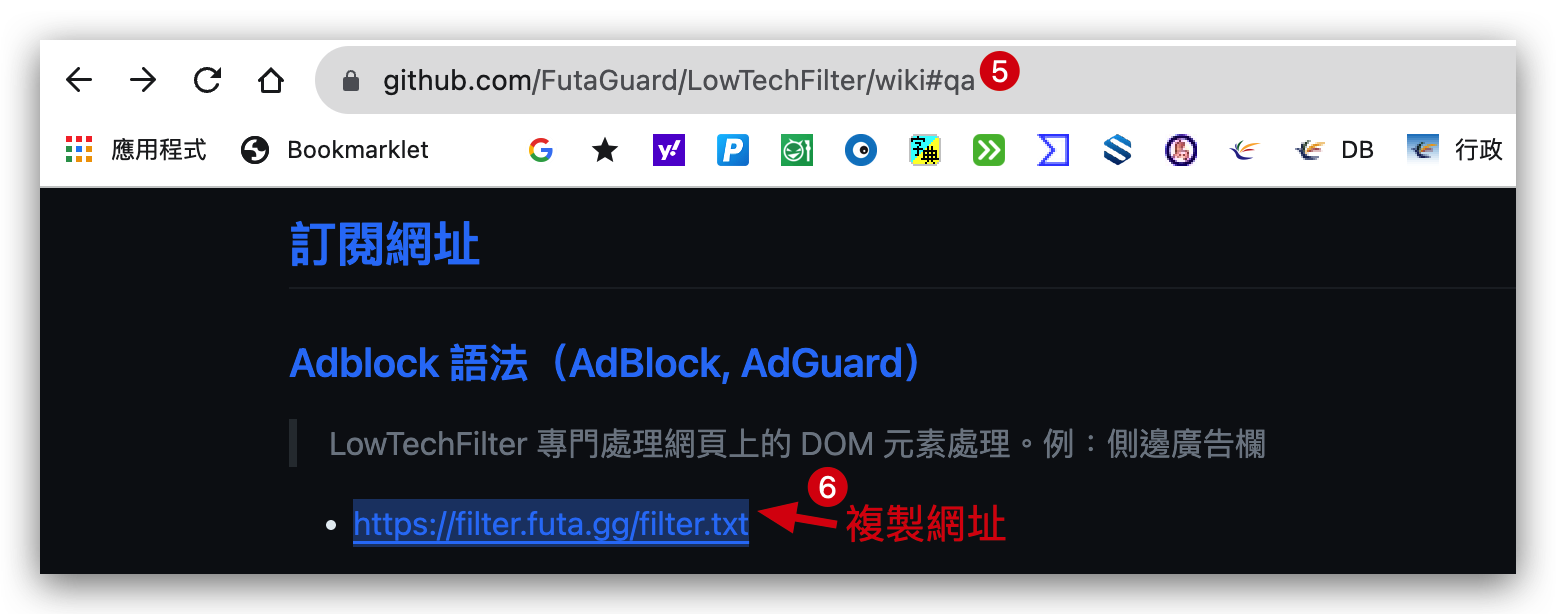 github.com/FutaGuard/LowTechFilter/wiki#qa 5
應用程式 Bookmarklet DB 行政
訂閱網址
Adblock 語法（AdBlock, AdGuard）
LowTechFilter 專門處理網頁上的 DOM 元素處理。例：側邊廣告欄
6
https://filter.futa.gg/filter.txt 複製網址